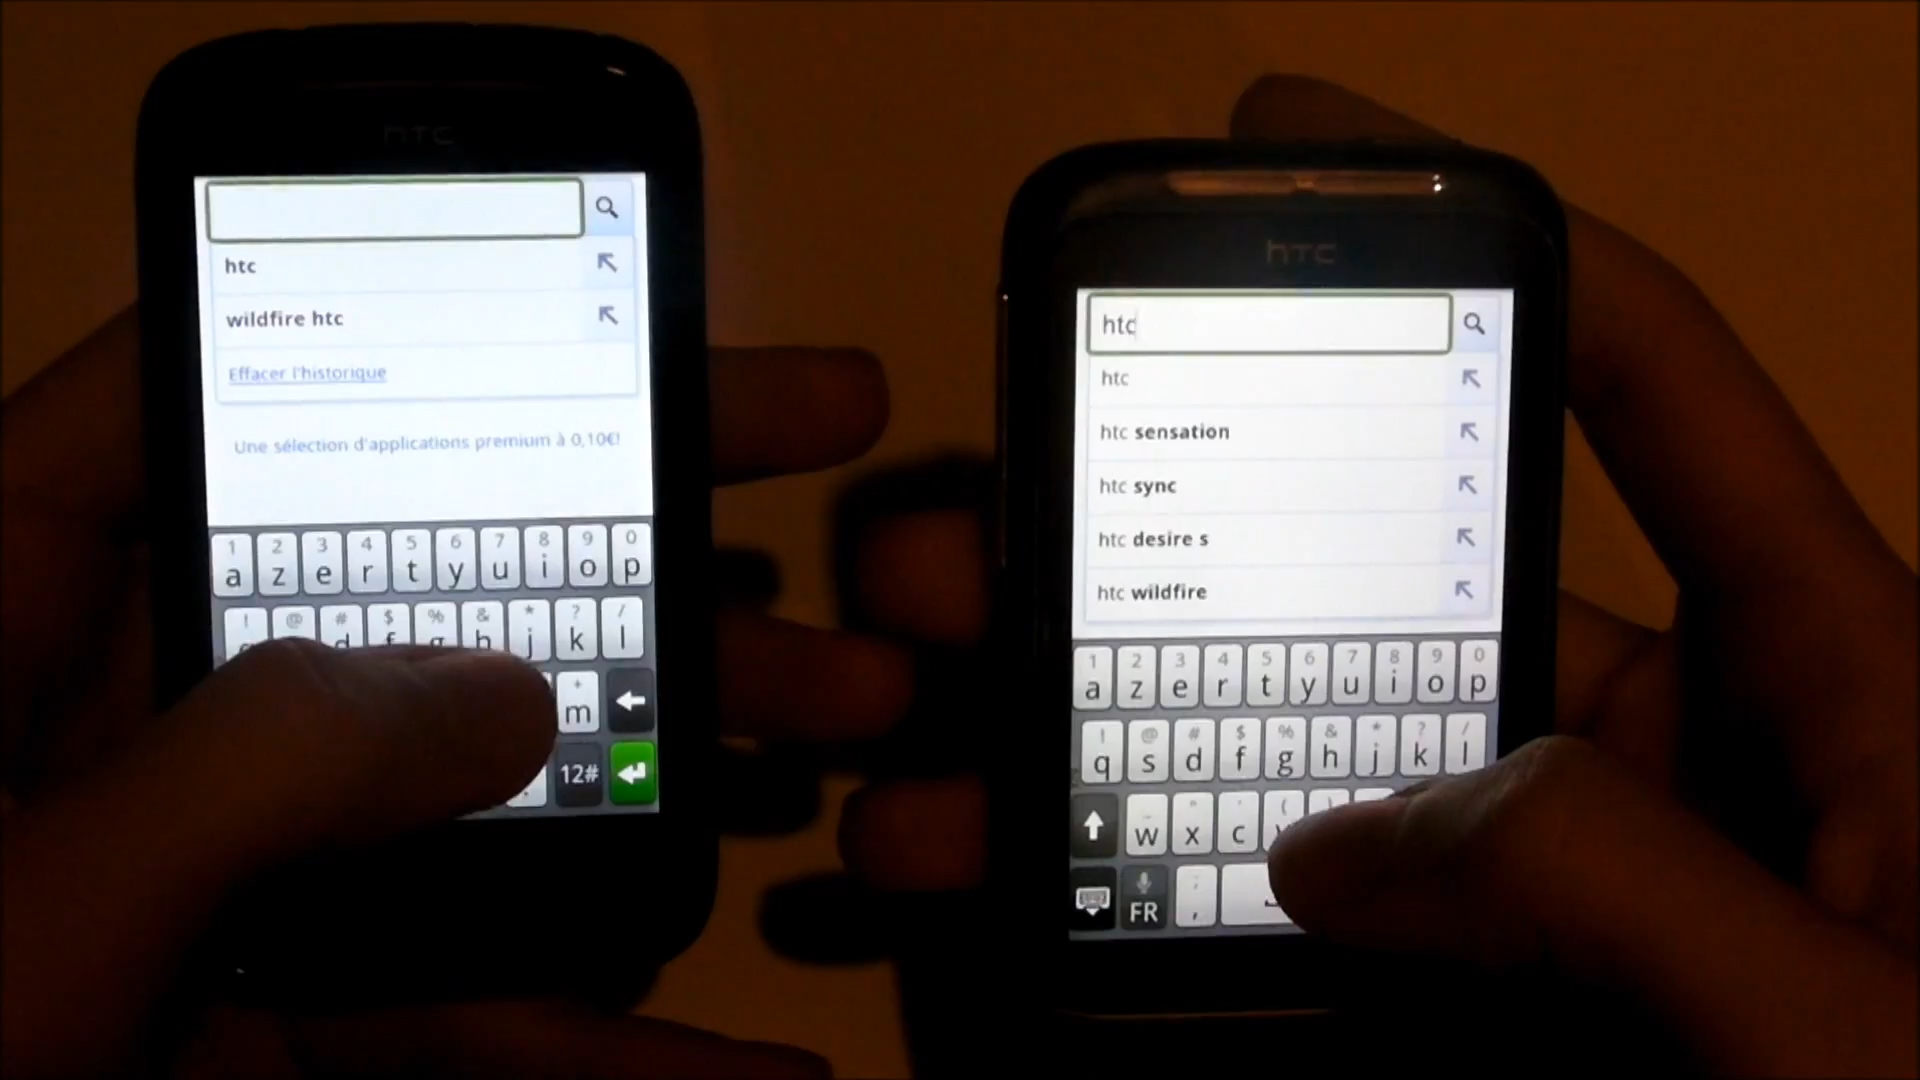 htc
htc
wildfire htc
Effacer l'historique
Une sélection d'applications premium à 0,10€!
1 2 3 4 5 6 7 8 9 0
a z e r t y u i o p
! @ # $ % & * ? /
d f g h j k l
+
m
12#
.
htc
htc
htc
htc sensation
htc sync
htc desire s
htc wildfire
1 2 3 4 5 6 7 8 9 0
a z e r t y u i o p
! @ # $ % & * ? /
q s d f g h j k l
(
w x c v
FR ; ,